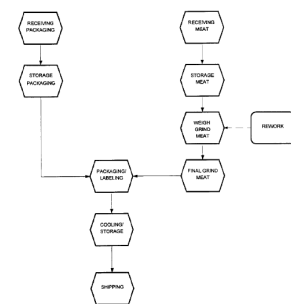 RECEIVING
PACKAGING
RECEIVING
MEAT
STORAGE
PACKAGING
STORAGE
MEAT
WEIGH
GRIND
MEAT
REWORK
PACKAGING/
LABELING
FINAL GRIND
MEAT
COOLING/
STORAGE
SHIPPING